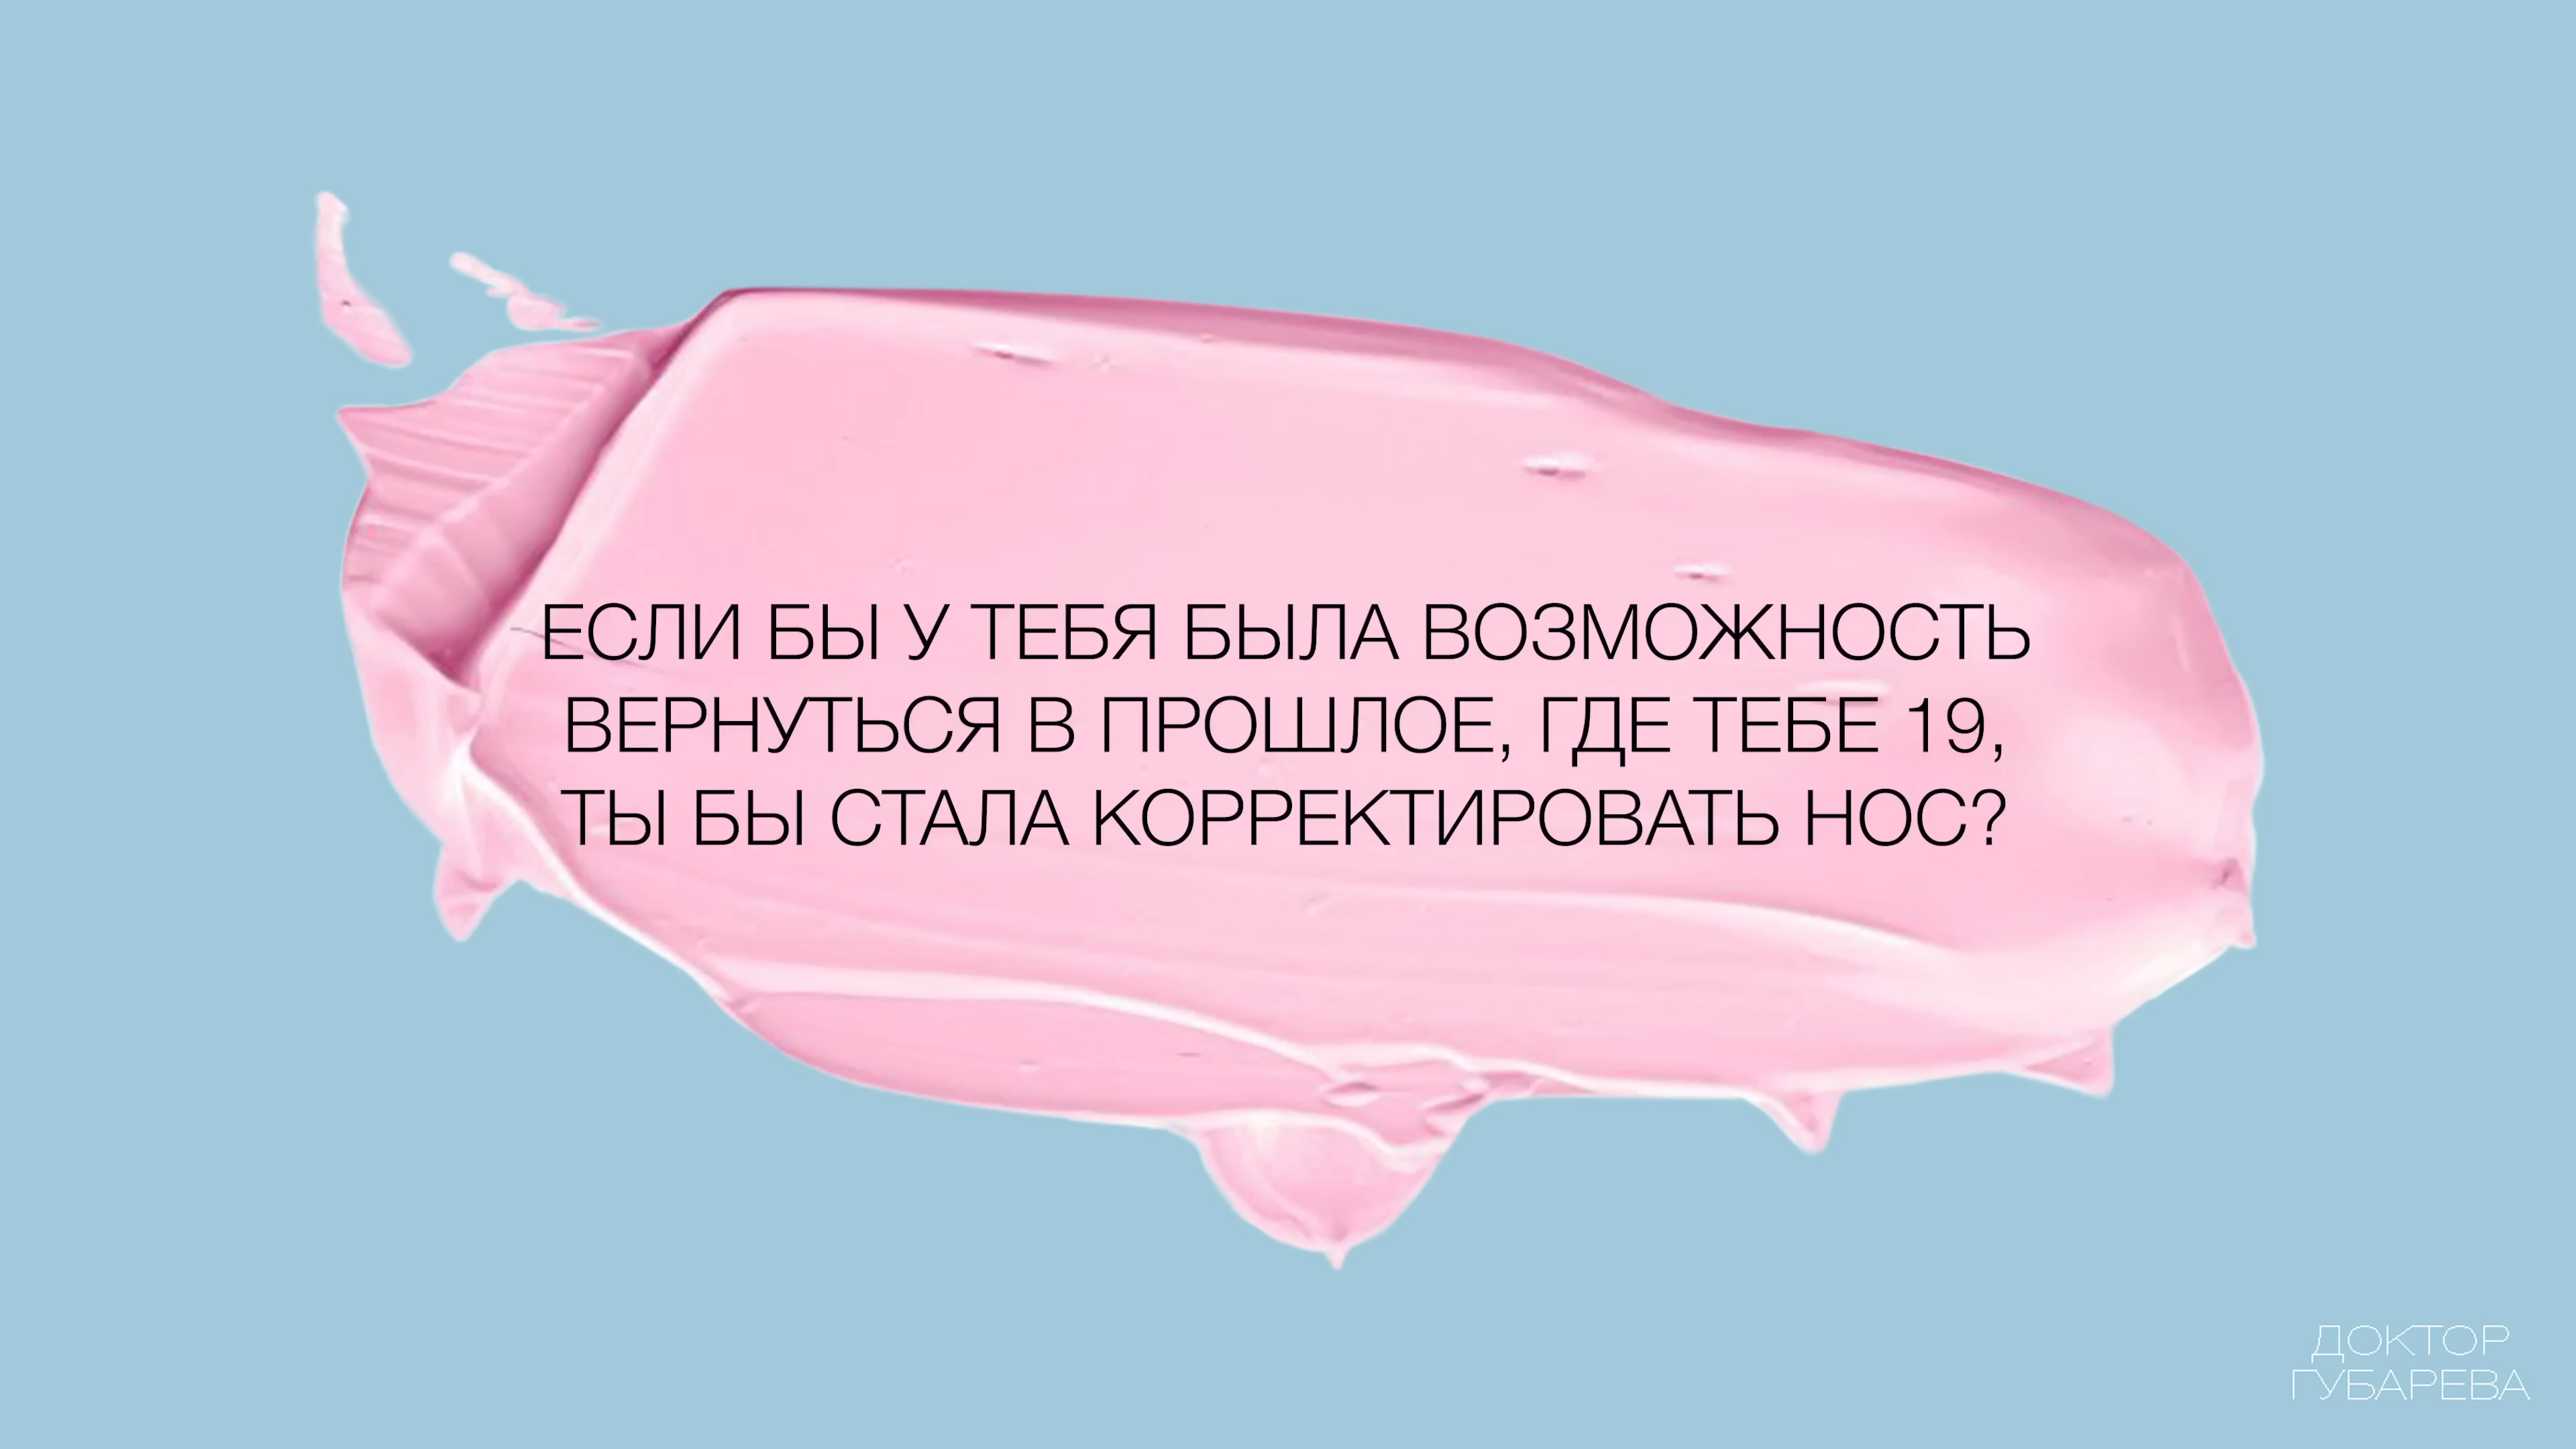 ЕСЛИ БЫ У ТЕБЯ БЫЛА ВОЗМОЖНОСТЬ
ВЕРНУТЬСЯ В ПРОШЛОЕ, ГДЕ ТЕБЕ 19,
ТЫ БЫ СТАЛА КОРРЕКТИРОВАТЬ НОС?
ДОКТОР
ГУБАРЕВА